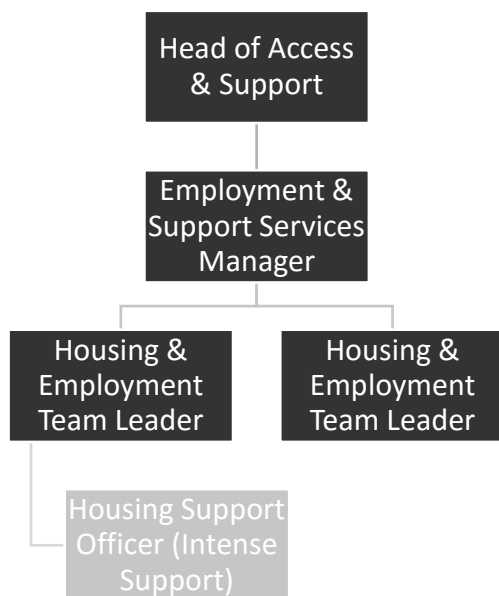 Head of Access
& Support
Employment &
Support Services
Manager
Housing &
Employment
Team Leader
Housing &
Employment
Team Leader
Housing Support
Officer (Intense
Support)